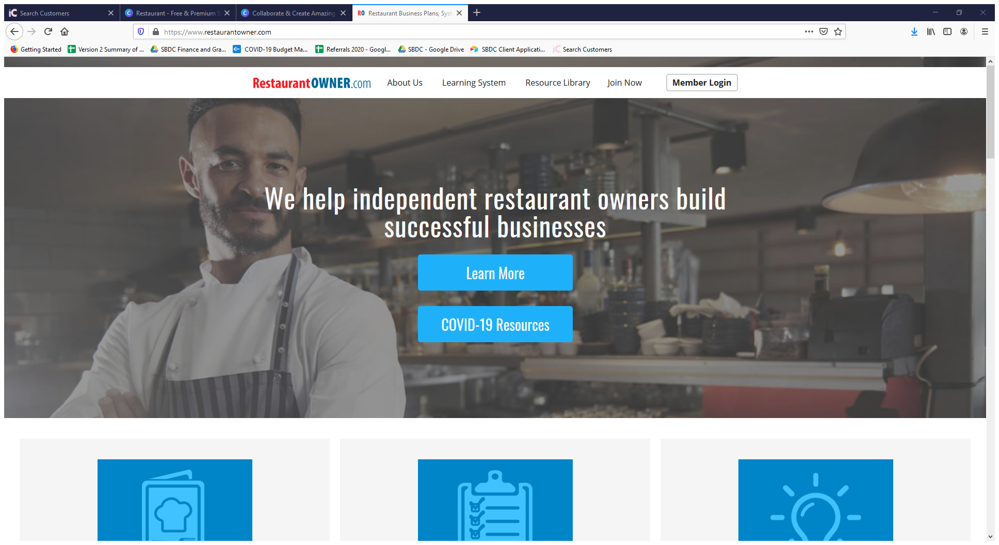 Search Customers
Restaurant - Free & Premium S
Collaborate & Create Amazing
RO Restaurant Business Plans, Syst
https://www.restaurantowner.com
Getting Started
Version 2 Summary of ...
SBDC Finance and Gra...
COVID-19 Budget Ma...
Referrals 2020 - Googl...
SBDC - Google Drive
SBDC Client Applicati...
Search Customers
RestaurantOWNER.com
About Us
Learning System
Resource Library
Join Now
Member Login
We help independent restaurant owners build
successful businesses
Learn More
COVID-19 Resources